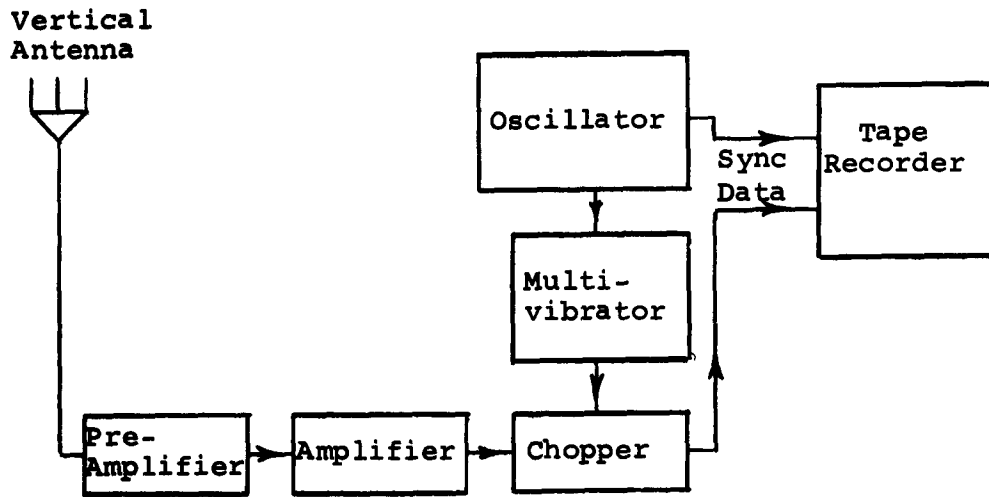 Vertical
Antenna
Oscillator
Tape
Recorder
Sync
Data
Multi-
vibrator
Pre-
Amplifier
Amplifier
Chopper